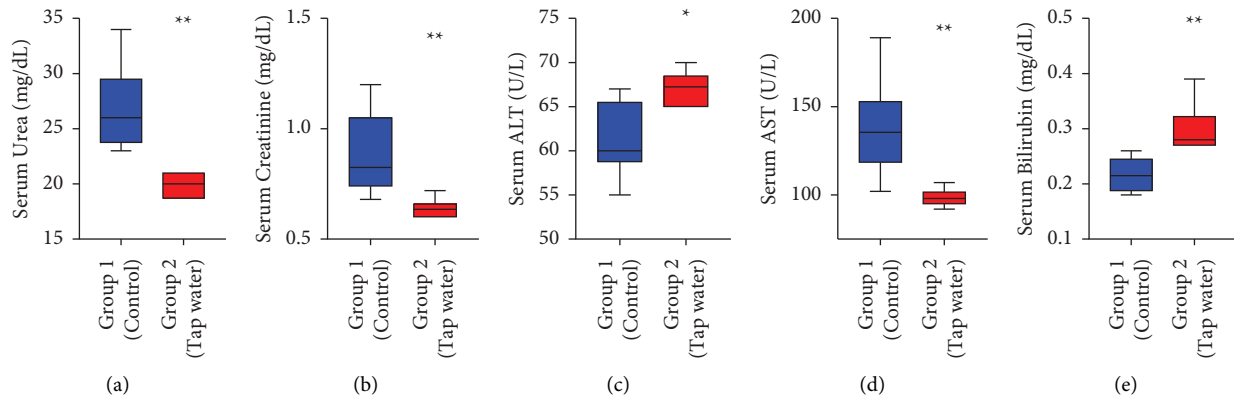 Serum Urea (mg/dL)
35
30
25
20
15
**
Group 1
(Control)
Group 2
(Tap water)
(a)
Serum Creatinine (mg/dL)
1.5
1.0
0.5
**
Group 1
(Control)
Group 2
(Tap water)
(b)
Serum ALT (U/L)
75
70
65
60
55
50
*
Group 1
(Control)
Group 2
(Tap water)
(c)
Serum AST (U/L)
200
150
100
**
Group 1
(Control)
Group 2
(Tap water)
(d)
Serum Bilirubin (mg/dL)
0.5
0.4
0.3
0.2
0.1
**
Group 1
(Control)
Group 2
(Tap water)
(e)